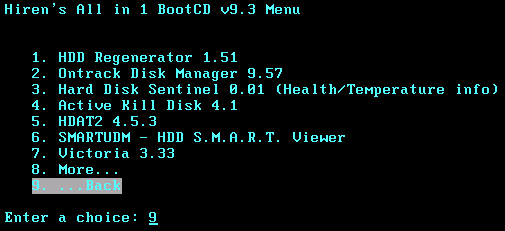 Hiren's All in 1 BootCD v9.3 Menu
1. HDD Regenerator 1.51
2. Ontrack Disk Manager 9.57
3. Hard Disk Sentinel 0.01 (Health/Temperature info)
4. Active Kill Disk 4.1
5. HDAT2 4.5.3
6. SMARTUDM - HDD S.M.A.R.T. Viewer
7. Victoria 3.33
8. More...
9. ...Back
Enter a choice: 9